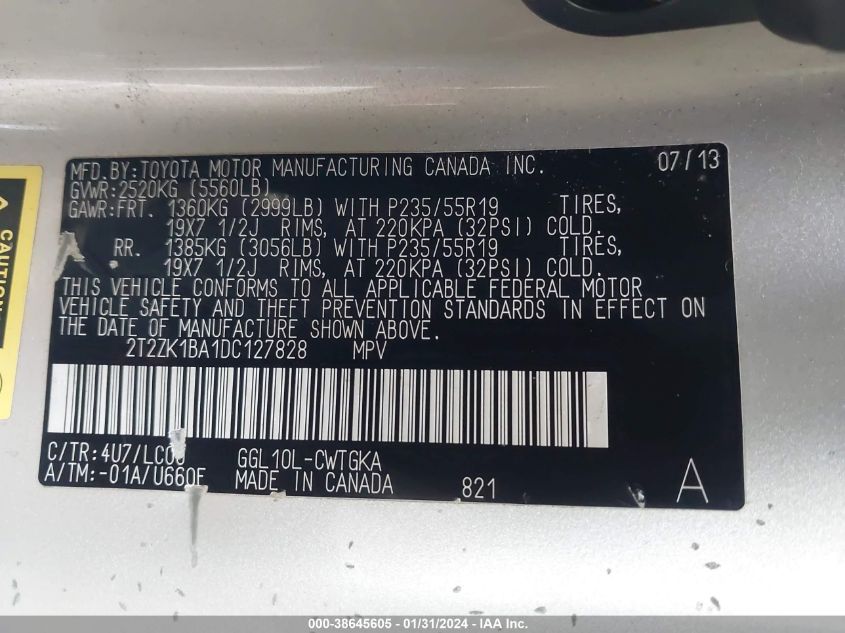 MFD.BY:TOYOTA MOTOR MANUFACTURING CANADA INC. 07/13
GVWR:2520KG (5560LB)
GAWR:FRT. 1360KG (2999LB) WITH P235/55R19 TIRES,
19X7 1/2J RIMS, AT 220KPA (32PSI) COLD.
RR. 1385KG (3056LB) WITH P235/55R19 TIRES,
19X7 1/2J RIMS, AT 220KPA (32PSI) COLD.
THIS VEHICLE CONFORMS TO ALL APPLICABLE FEDERAL MOTOR
VEHICLE SAFETY AND THEFT PREVENTION STANDARDS IN EFFECT ON
THE DATE OF MANUFACTURE SHOWN ABOVE.
2T2ZK1BA1DC127828 MPV
C/TR:4U7/LC00 GGL10L-CWTGKA
A/TM:-01A/U660E MADE IN CANADA 821 A
CAUTION
000-38645605 - 01/31/2024 - IAA Inc.